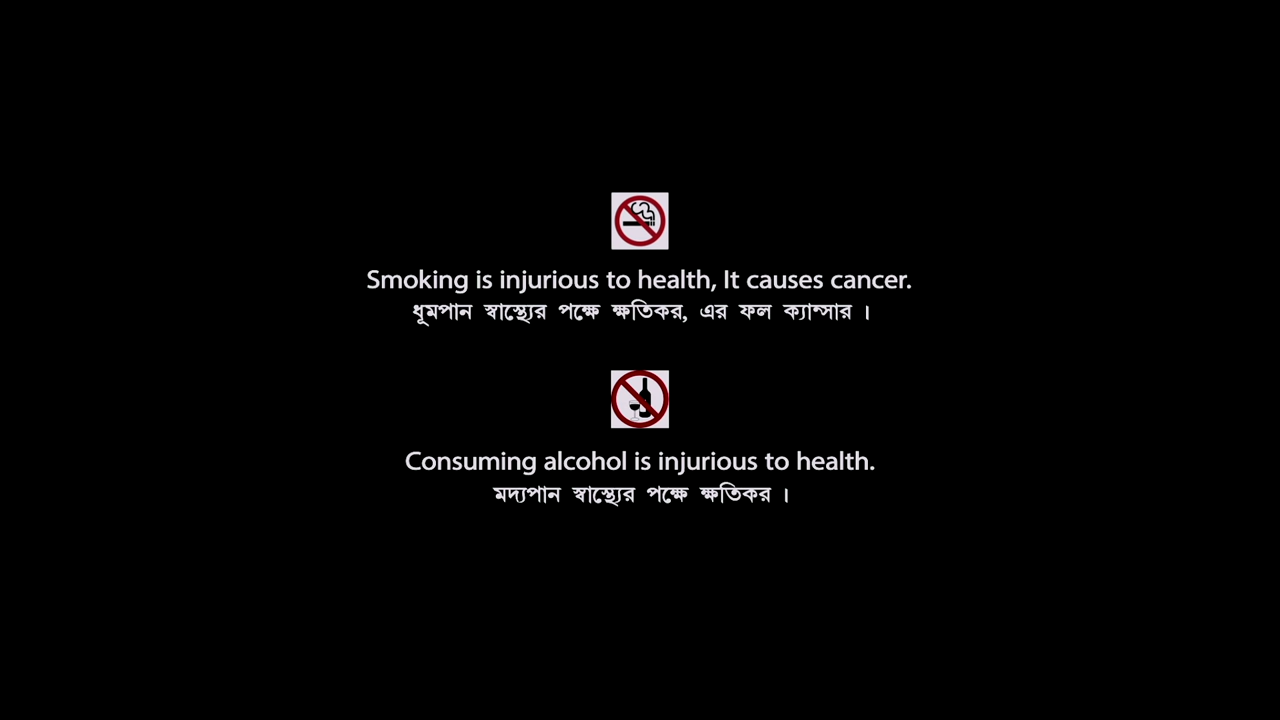 Smoking is injurious to health, It causes cancer.
ধূমপান স্বাস্থ্যের পক্ষে ক্ষতিকর, এর ফল ক্যান্সার ।
Consuming alcohol is injurious to health.
মদ্যপান স্বাস্থ্যের পক্ষে ক্ষতিকর ।